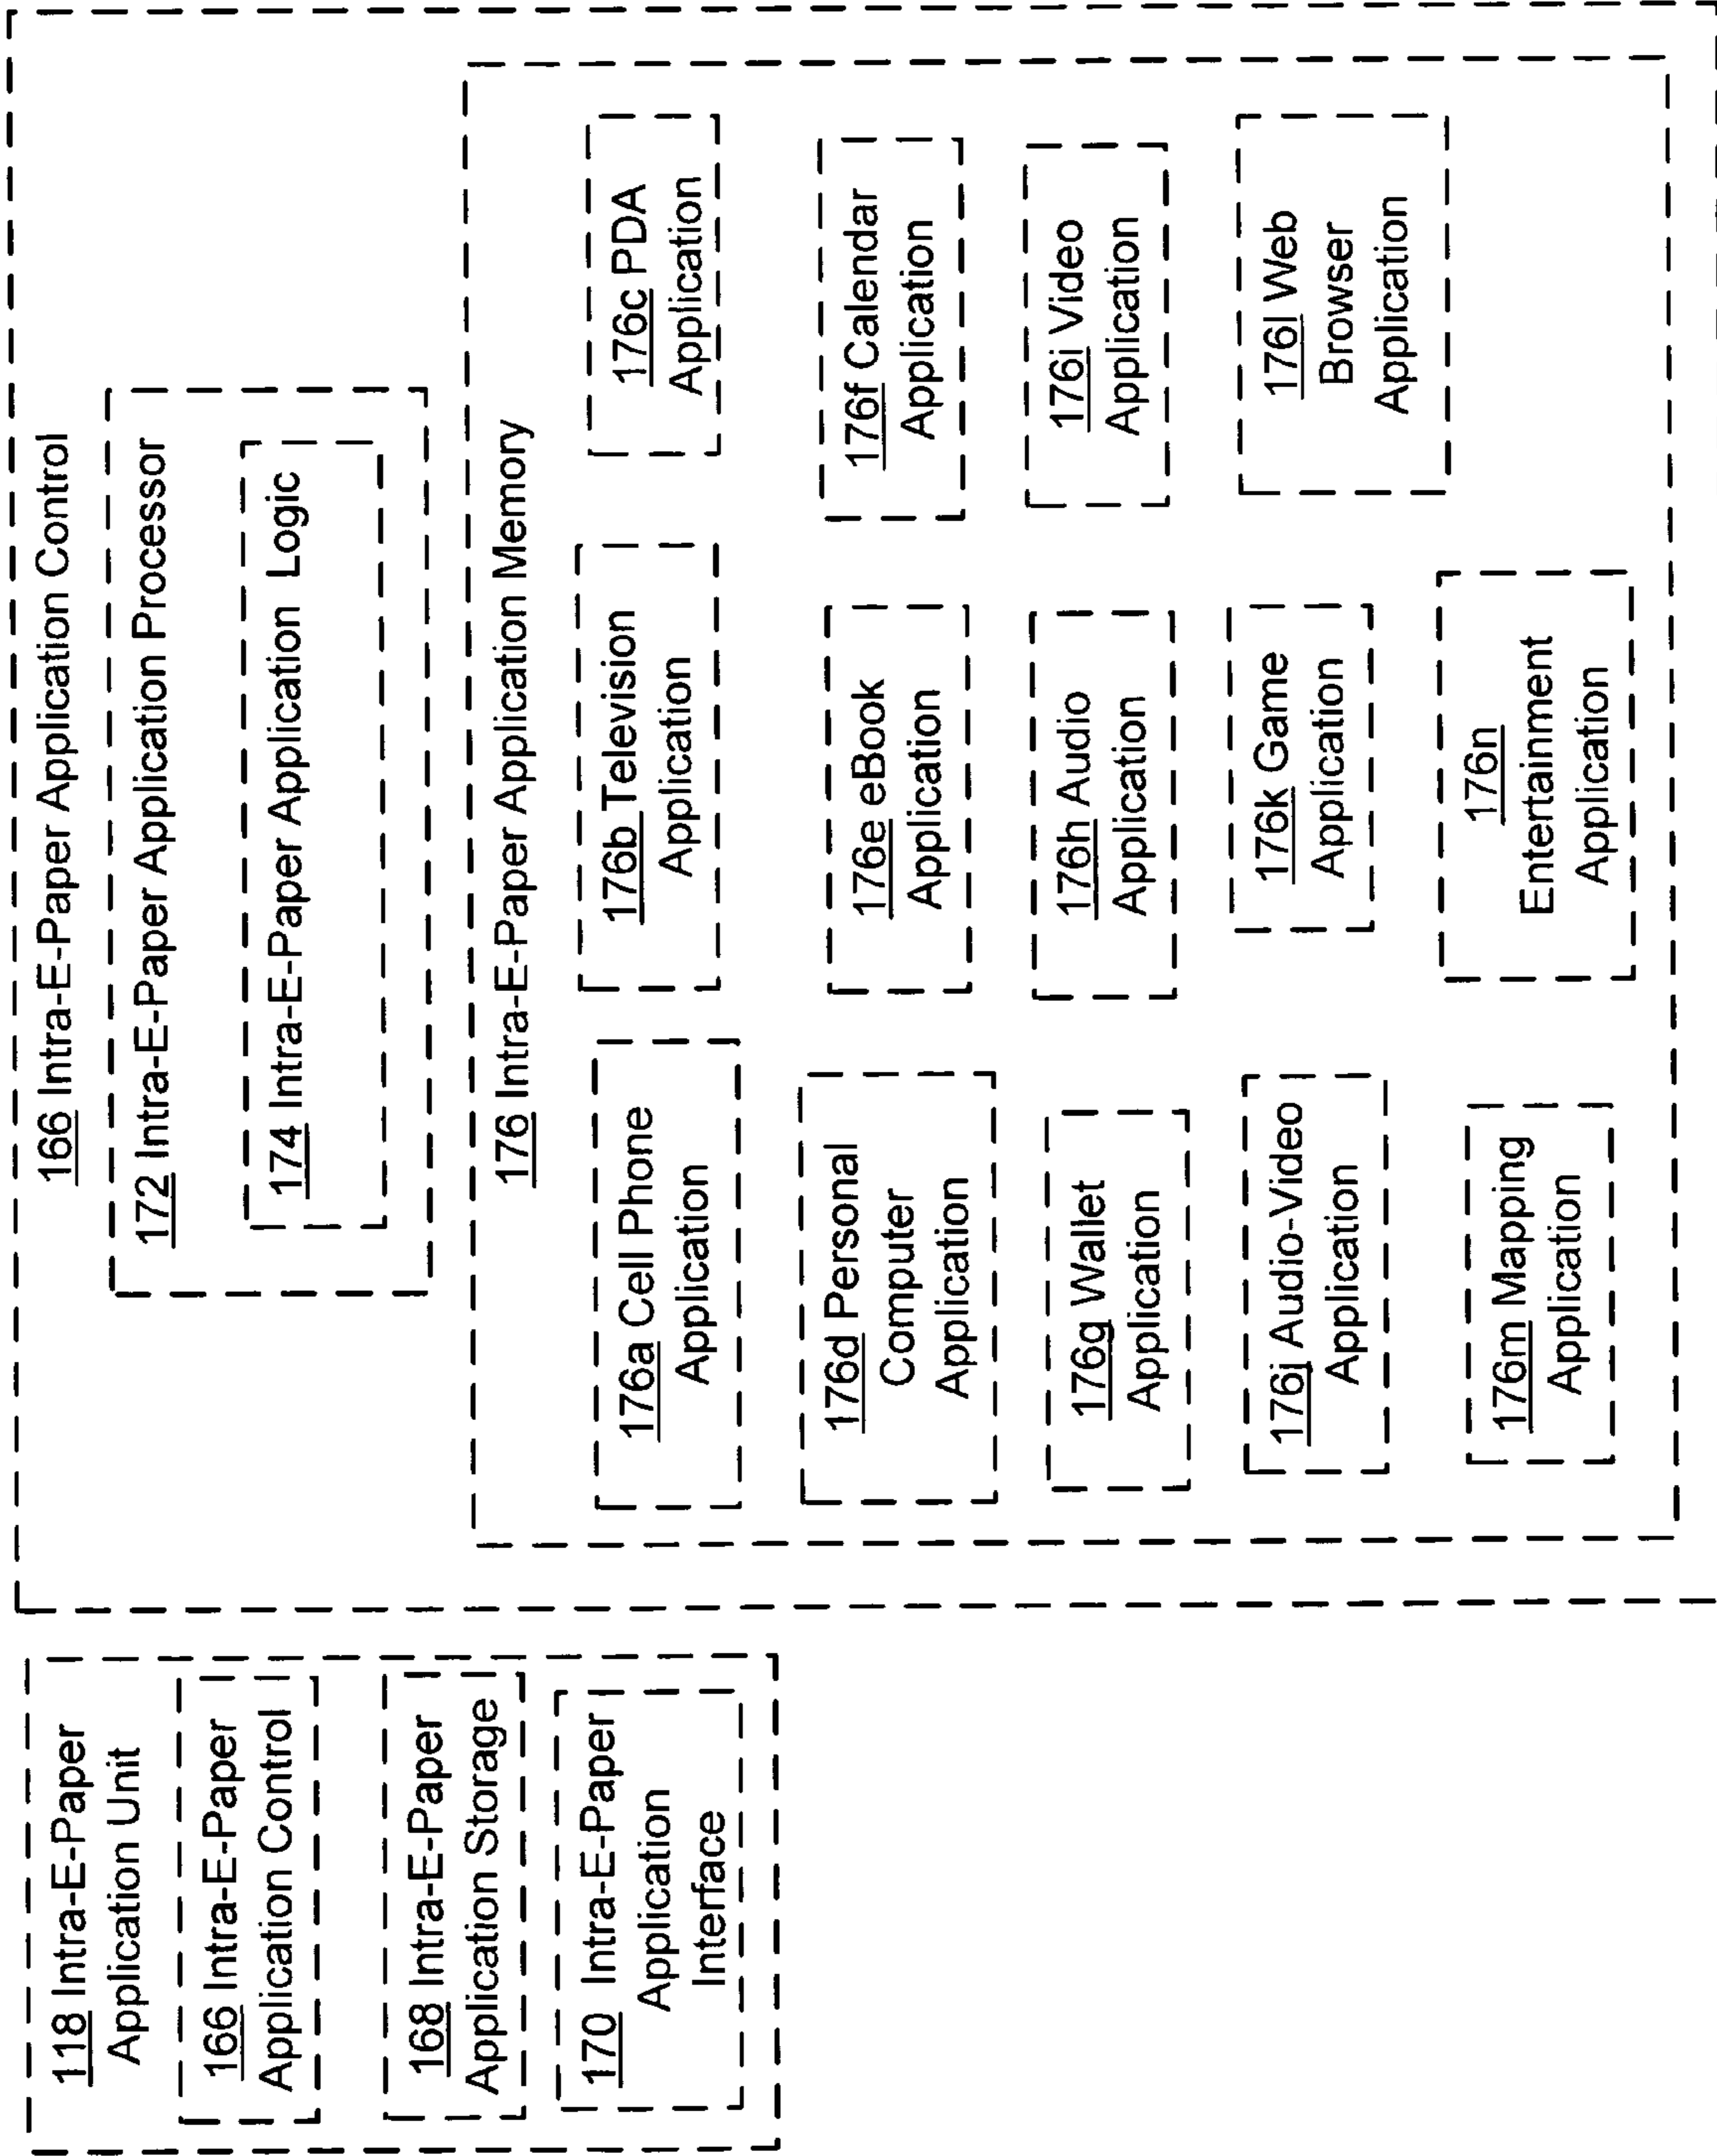 118 Intra-E-Paper
Application Unit
166 Intra-E-Paper
Application Control
168 Intra-E-Paper
Application Storage
170 Intra-E-Paper
Application
Interface
166 Intra-E-Paper Application Control
172 Intra-E-Paper Application Processor
174 Intra-E-Paper Application Logic
176 Intra-E-Paper Application Memory
176a Cell Phone
Application
176b Television
Application
176c PDA
Application
176d Personal
Computer
Application
176e eBook
Application
176f Calendar
Application
176g Wallet
Application
176h Audio
Application
176i Video
Application
176j Audio-Video
Application
176k Game
Application
176l Web
Browser
Application
176m Mapping
Application
176n
Entertainment
Application